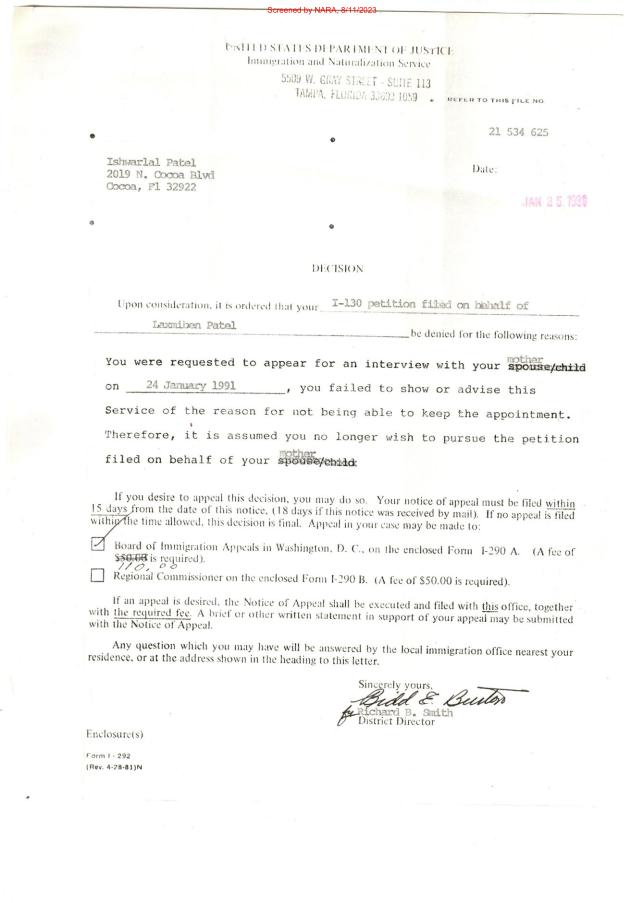 Screened by NARA, 8/11/2023
UNITED STATES DEPARTMENT OF JUSTICE
Immigration and Naturalization Service
5509 W. GRAY STREET - SUITE 113
TAMPA, FLORIDA 33609 1059
REFER TO THIS FILE NO.
21 534 625
Ishwarlal Patel
2019 N. Cocoa Blvd
Cocoa, Fl 32922
Date:
JAN 25
DECISION
Upon consideration, it is ordered that your I-130 petition filed on behalf of
Laxmiben Patel be denied for the following reasons:
You were requested to appear for an interview with your mother spouse/child
on 24 January 1991, you failed to show or advise this
Service of the reason for not being able to keep the appointment.
Therefore, it is assumed you no longer wish to pursue the petition
filed on behalf of your mother spouse/child
If you desire to appeal this decision, you may do so. Your notice of appeal must be filed within
15 days from the date of this notice, (18 days if this notice was received by mail). If no appeal is filed
within the time allowed, this decision is final. Appeal in your case may be made to:
Board of Immigration Appeals in Washington, D. C., on the enclosed Form I-290 A. (A fee of
$50.00 is required).
110.00
Regional Commissioner on the enclosed Form I-290 B. (A fee of $50.00 is required).
If an appeal is desired, the Notice of Appeal shall be executed and filed with this office, together
with the required fee. A brief or other written statement in support of your appeal may be submitted
with the Notice of Appeal.
Any question which you may have will be answered by the local immigration office nearest your
residence, or at the address shown in the heading to this letter.
Sincerely yours,
for Richard B. Smith
District Director
Enclosure(s)
Form I - 292
(Rev. 4-28-81)N